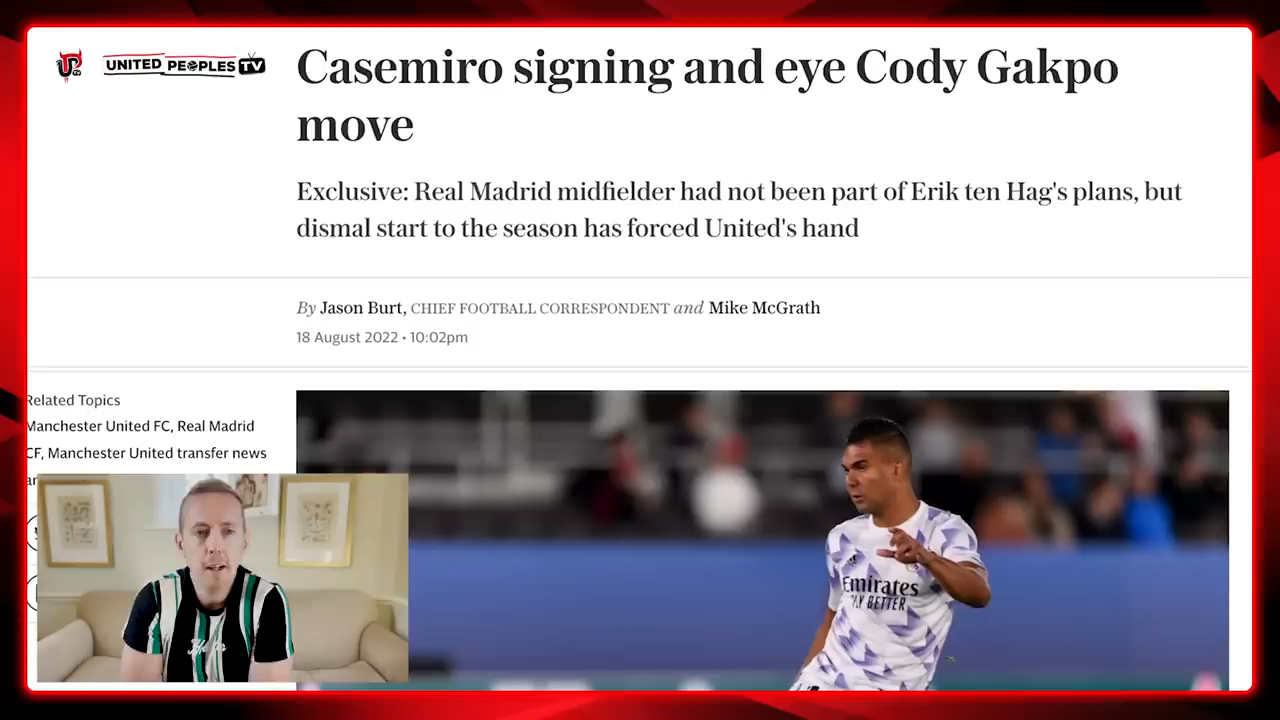 UNITED PEOPLES TV
Casemiro signing and eye Cody Gakpo
move
Exclusive: Real Madrid midfielder had not been part of Erik ten Hag's plans, but
dismal start to the season has forced United's hand
By Jason Burt, CHIEF FOOTBALL CORRESPONDENT and Mike McGrath
18 August 2022 • 10:02pm
Related Topics
Manchester United FC, Real Madrid
CF, Manchester United transfer news
Emirates
FLY BETTER